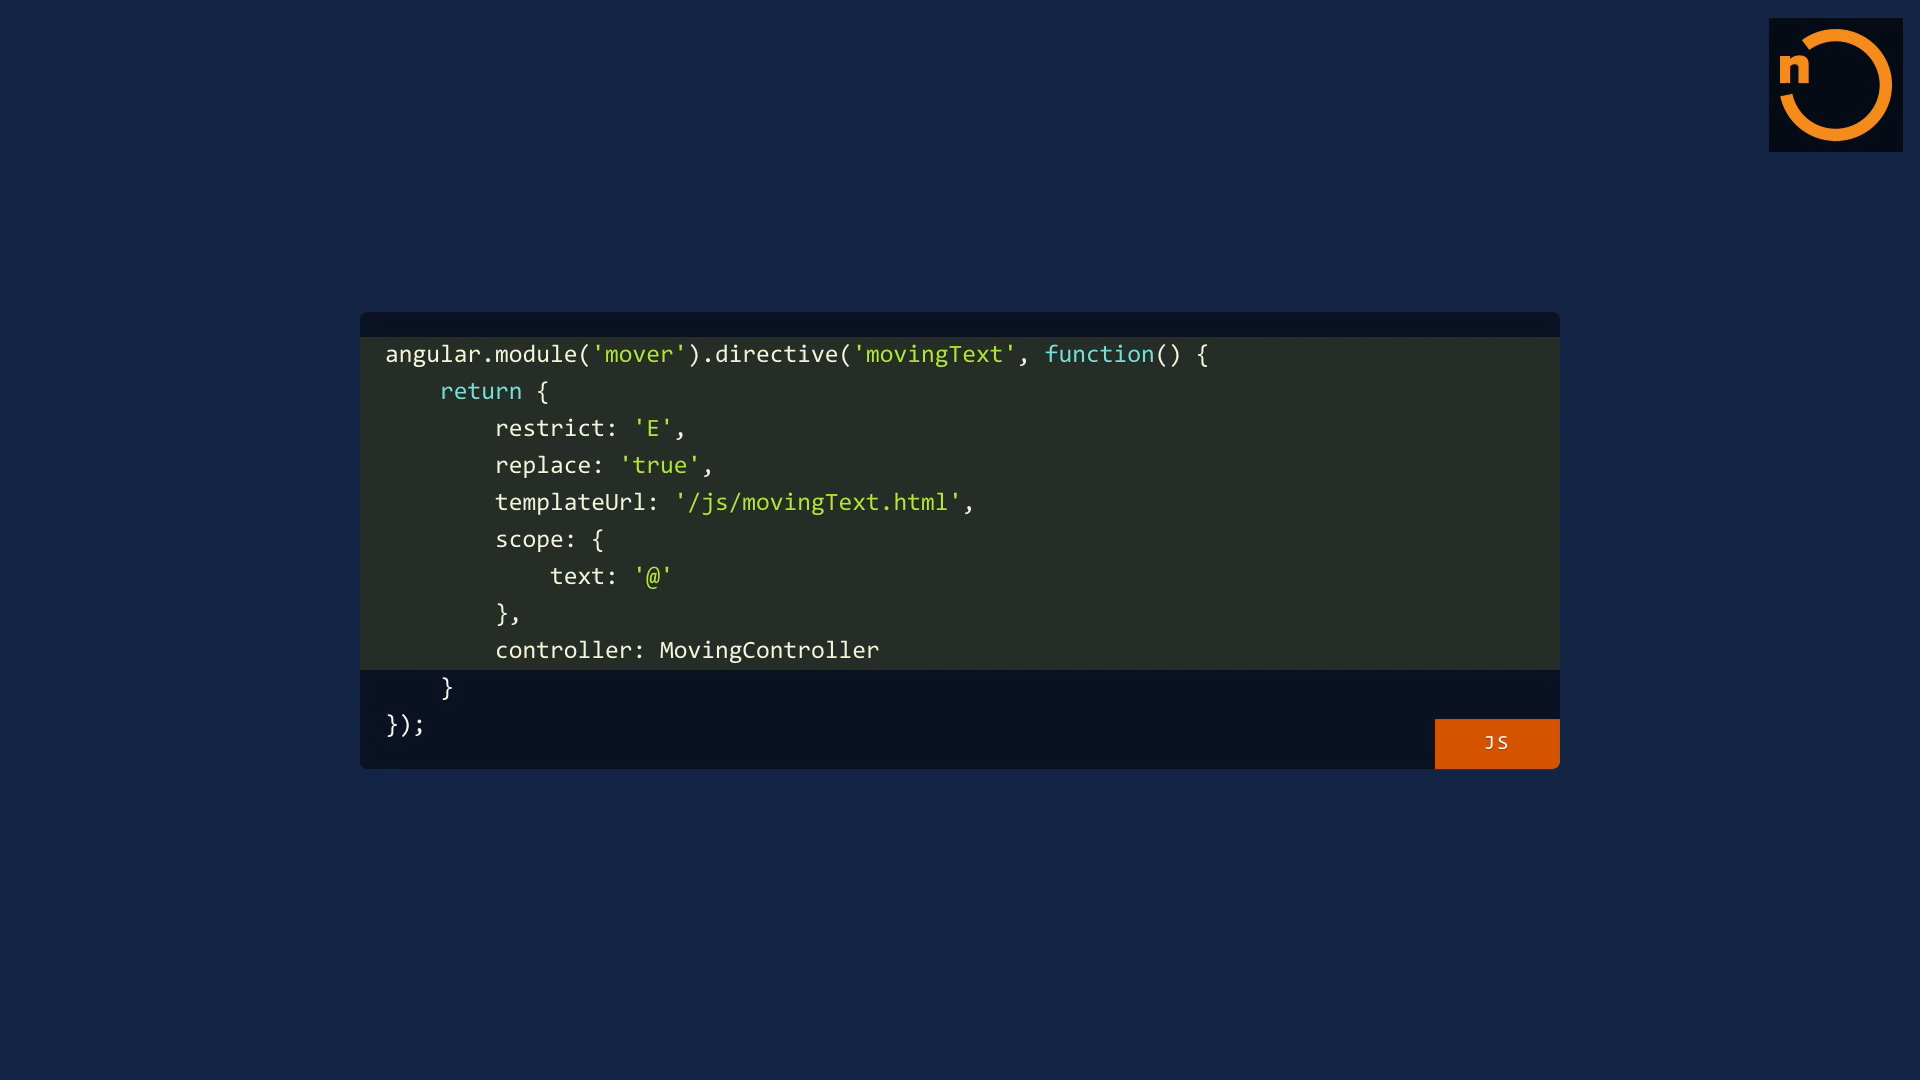 n
angular.module('mover').directive('movingText', function() {
    return {
        restrict: 'E',
        replace: 'true',
        templateUrl: '/js/movingText.html',
        scope: {
            text: '@'
        },
        controller: MovingController
    }
});
JS